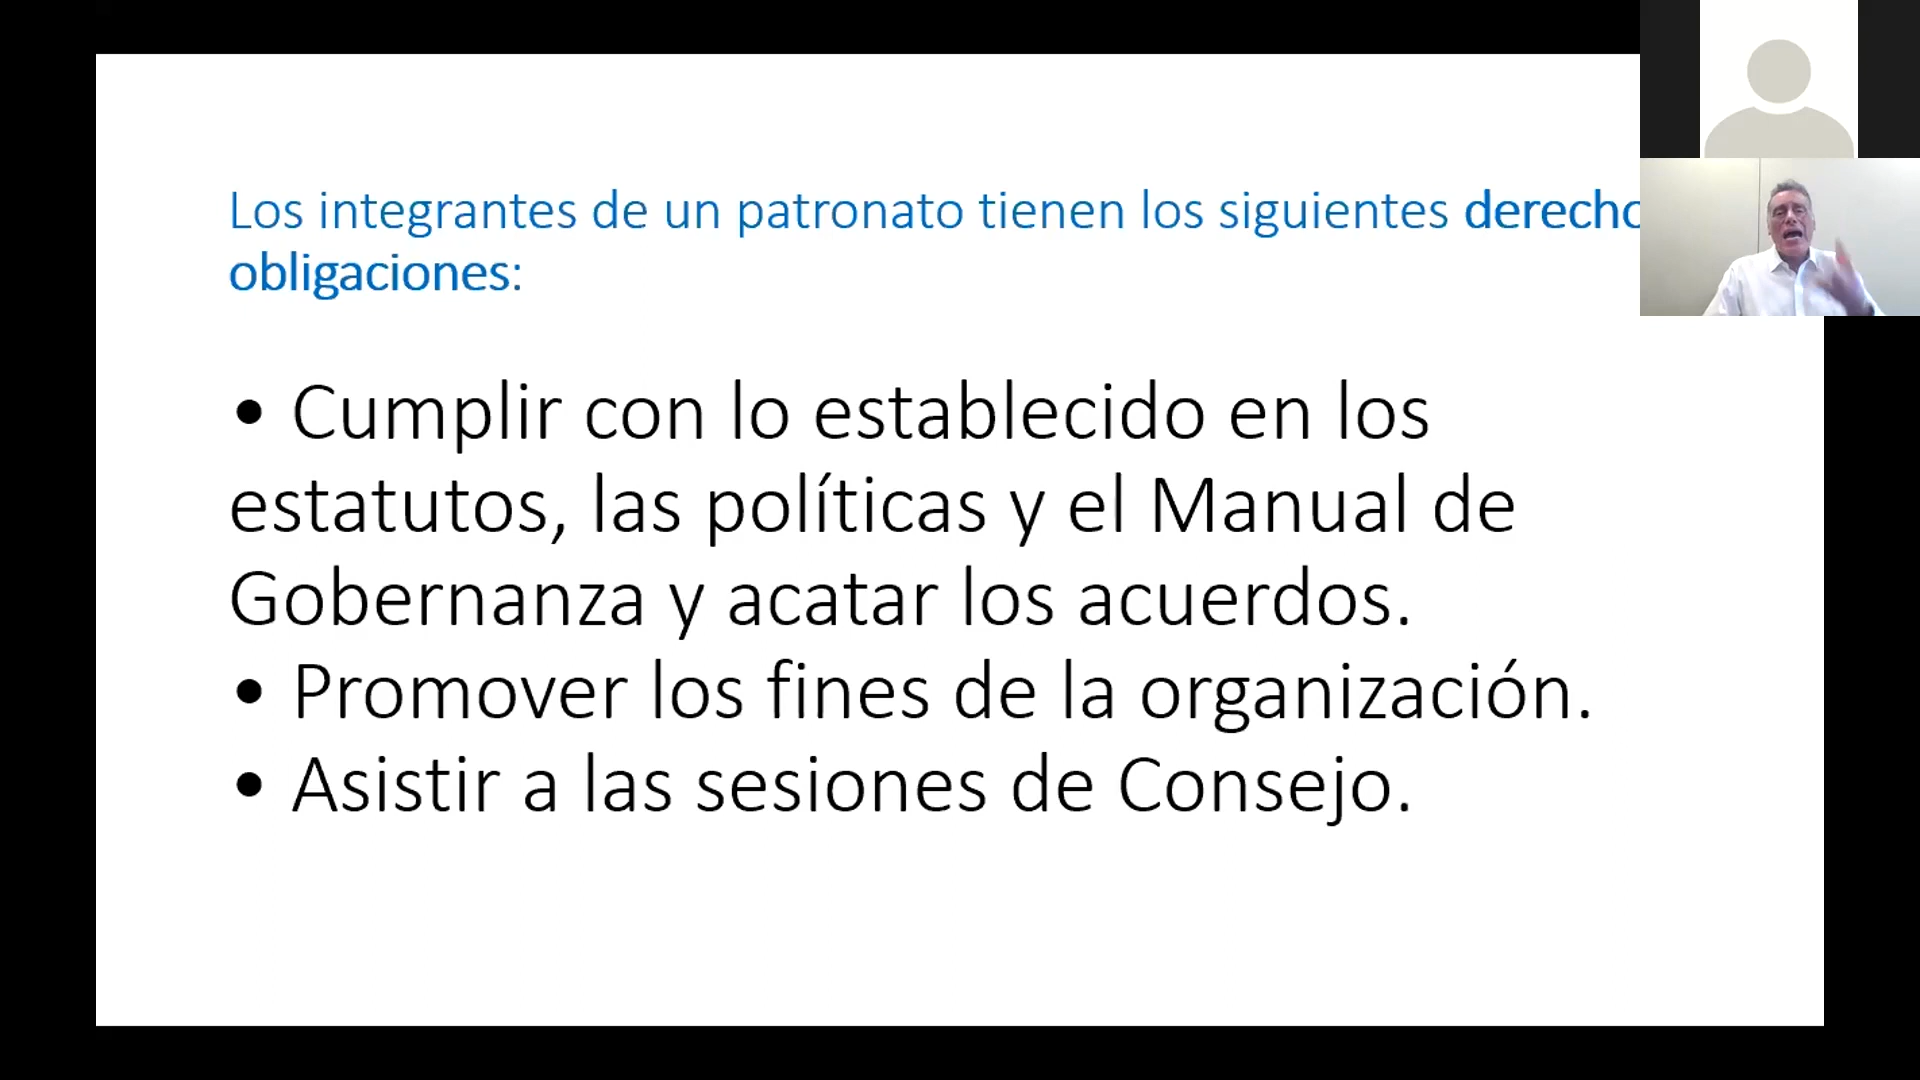 Los integrantes de un patronato tienen los siguientes
obligaciones:
• Cumplir con lo establecido en los
estatutos, las políticas y el Manual de
Gobernanza y acatar los acuerdos.
• Promover los fines de la organización.
• Asistir a las sesiones de Consejo.